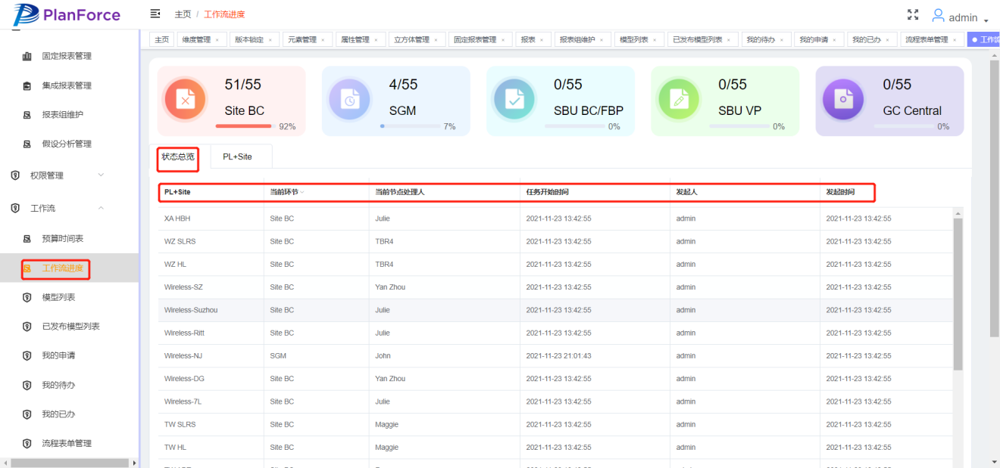 PlanForce
主页 / 工作流进度
admin
主页 维度管理 × 版本锁定 × 元素管理 × 属性管理 × 立方体管理 × 固定报表管理 × 报表 × 报表组维护 × 模型列表 × 已发布模型列表 × 我的待办 × 我的申请 × 我的已办 × 流程表单管理 × ● 工作流
固定报表管理
集成报表管理
报表组维护
假设分析管理
权限管理
工作流
预算时间表
工作流进度
模型列表
已发布模型列表
我的申请
我的待办
我的已办
流程表单管理
51/55
Site BC
92%
4/55
SGM
7%
0/55
SBU BC/FBP
0%
0/55
SBU VP
0%
0/55
GC Central
0%
状态总览 PL+Site
PL+Site 当前环节 当前节点处理人 任务开始时间 发起人 发起时间
XA HBH Site BC Julie 2021-11-23 13:42:55 admin 2021-11-23 13:42:55
WZ SLRS Site BC TBR4 2021-11-23 13:42:55 admin 2021-11-23 13:42:55
WZ HL Site BC TBR4 2021-11-23 13:42:55 admin 2021-11-23 13:42:55
Wireless-SZ Site BC Yan Zhou 2021-11-23 13:42:55 admin 2021-11-23 13:42:55
Wireless-Suzhou Site BC Julie 2021-11-23 13:42:55 admin 2021-11-23 13:42:55
Wireless-Ritt Site BC Julie 2021-11-23 13:42:55 admin 2021-11-23 13:42:55
Wireless-NJ SGM John 2021-11-23 21:01:43 admin 2021-11-23 13:42:55
Wireless-DG Site BC Yan Zhou 2021-11-23 13:42:55 admin 2021-11-23 13:42:55
Wireless-7L Site BC Julie 2021-11-23 13:42:55 admin 2021-11-23 13:42:55
TW SLRS Site BC Maggie 2021-11-23 13:42:55 admin 2021-11-23 13:42:55
TW HL Site BC Maggie 2021-11-23 13:42:55 admin 2021-11-23 13:42:55